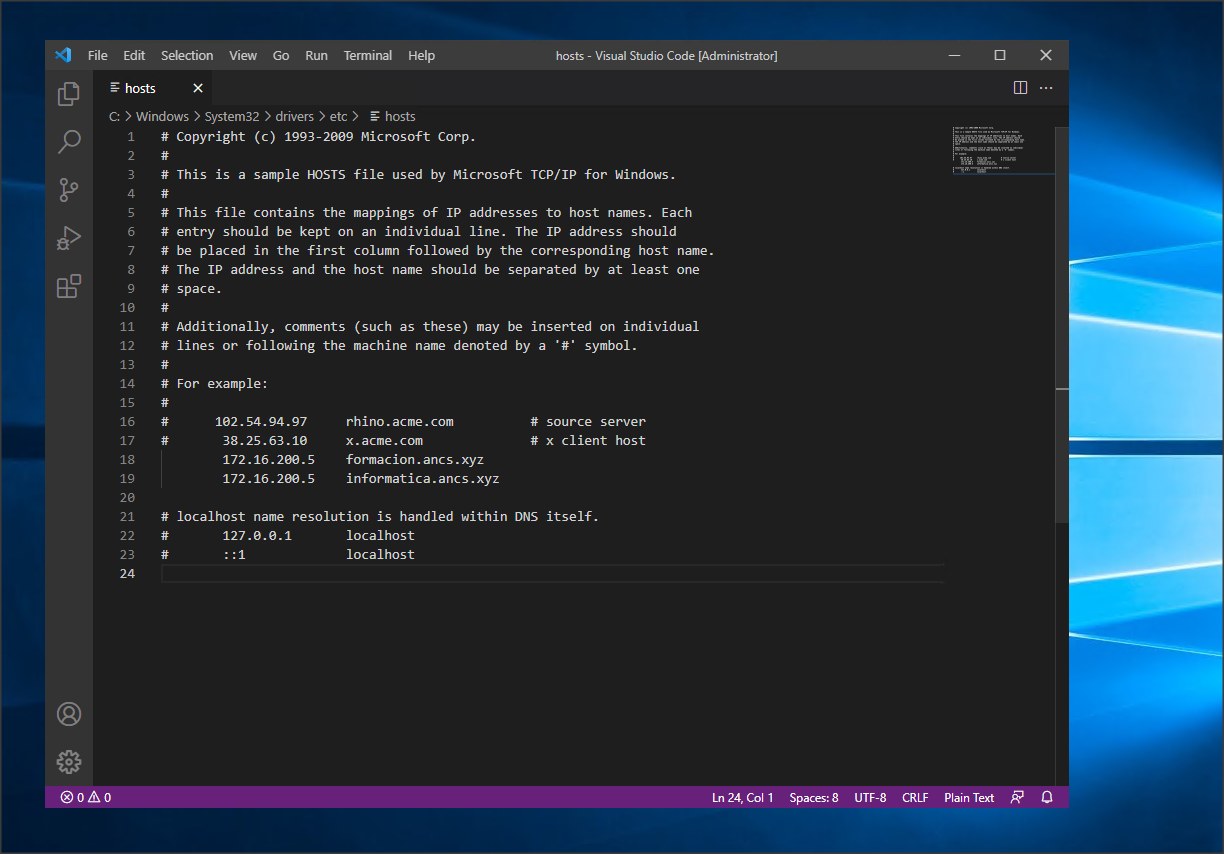 File Edit Selection View Go Run Terminal Help hosts - Visual Studio Code [Administrator]
hosts
C: > Windows > System32 > drivers > etc > hosts
1 # Copyright (c) 1993-2009 Microsoft Corp.
2 #
3 # This is a sample HOSTS file used by Microsoft TCP/IP for Windows.
4 #
5 # This file contains the mappings of IP addresses to host names. Each
6 # entry should be kept on an individual line. The IP address should
7 # be placed in the first column followed by the corresponding host name.
8 # The IP address and the host name should be separated by at least one
9 # space.
10 #
11 # Additionally, comments (such as these) may be inserted on individual
12 # lines or following the machine name denoted by a '#' symbol.
13 #
14 # For example:
15 #
16 #      102.54.94.97     rhino.acme.com          # source server
17 #       38.25.63.10     x.acme.com              # x client host
18         172.16.200.5    formacion.ancs.xyz
19         172.16.200.5    informatica.ancs.xyz
20
21 # localhost name resolution is handled within DNS itself.
22 #       127.0.0.1       localhost
23 #       ::1             localhost
24
0 0 Ln 24, Col 1 Spaces: 8 UTF-8 CRLF Plain Text